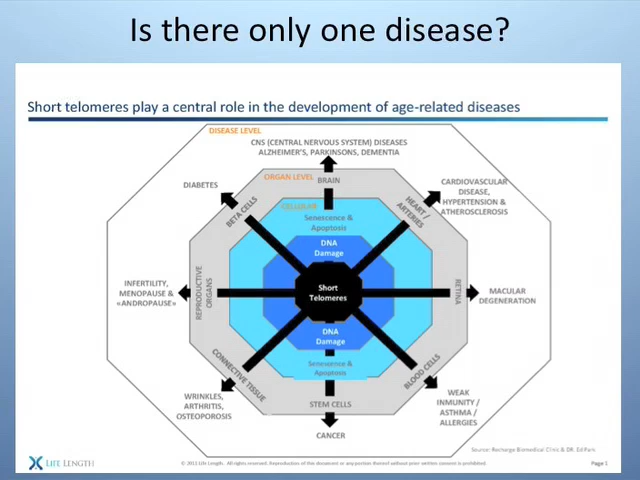 Is there only one disease?
Short telomeres play a central role in the development of age-related diseases
DISEASE LEVEL
CNS (CENTRAL NERVOUS SYSTEM) DISEASES
ALZHEIMER'S, PARKINSONS, DEMENTIA
ORGAN LEVEL
BRAIN
DIABETES
BETA CELLS
CARDIOVASCULAR
DISEASE,
HYPERTENSION &
ATHEROSCLEROSIS
HEART/
ARTERIES
CELLULAR
Senescence &
Apoptosis
DNA
Damage
INFERTILITY,
MENOPAUSE &
«ANDROPAUSE»
REPRODUCTIVE
ORGANS
Short
Telomeres
RETINA
MACULAR
DEGENERATION
DNA
Damage
Senescence &
Apoptosis
CONNECTIVE TISSUE
WRINKLES,
ARTHRITIS,
OSTEOPOROSIS
STEM CELLS
CANCER
BLOOD CELLS
WEAK
INMUNITY /
ASTHMA /
ALLERGIES
Source: Recharge Biomedical Clinic & DR. Ed Park
LIFE LENGTH
© 2011 Life Length. All rights reserved. Reproduction of this document or any portion thereof without prior written consent is prohibited.
Page 1